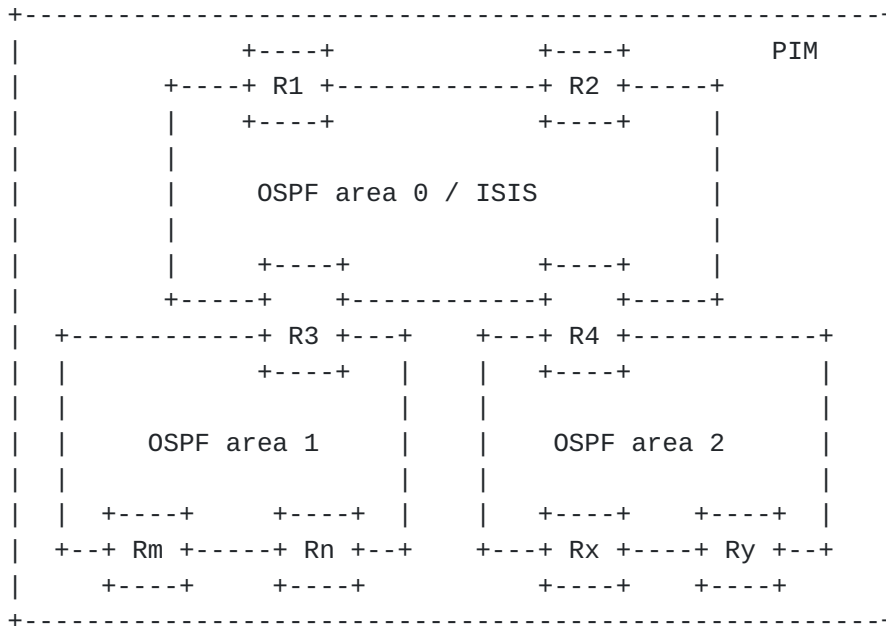 PIM
R1 R2
OSPF area 0 / ISIS
R3 R4
OSPF area 1 OSPF area 2
Rm Rn Rx Ry